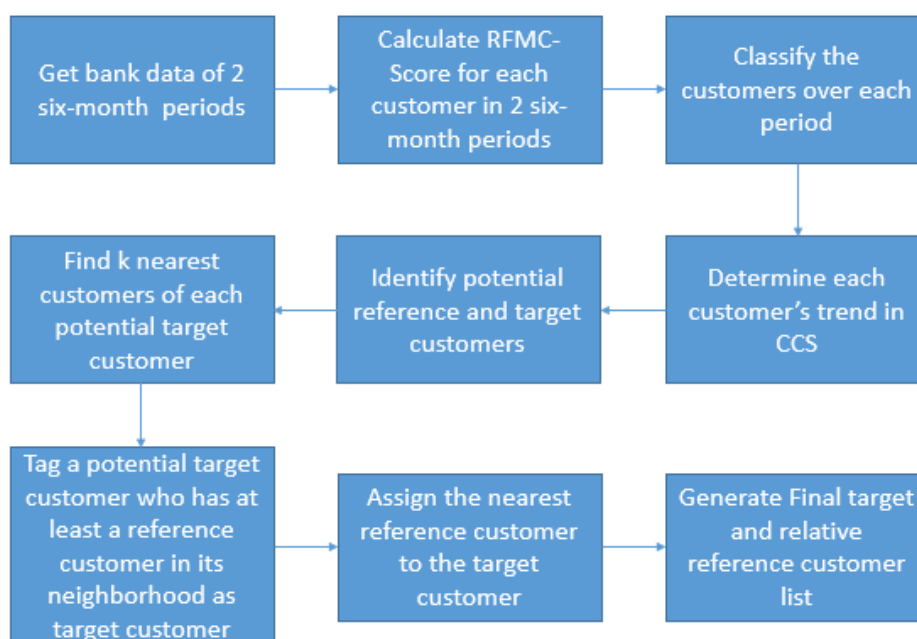 Get bank data of 2
six-month periods
Calculate RFMC-
Score for each
customer in 2 six-
month periods
Classify the
customers over each
period
Determine each
customer's trend in
CCS
Identify potential
reference and target
customers
Find k nearest
customers of each
potential target
customer
Tag a potential target
customer who has at
least a reference
customer in its
neighborhood as
target customer
Assign the nearest
reference customer
to the target
customer
Generate Final target
and relative
reference customer
list